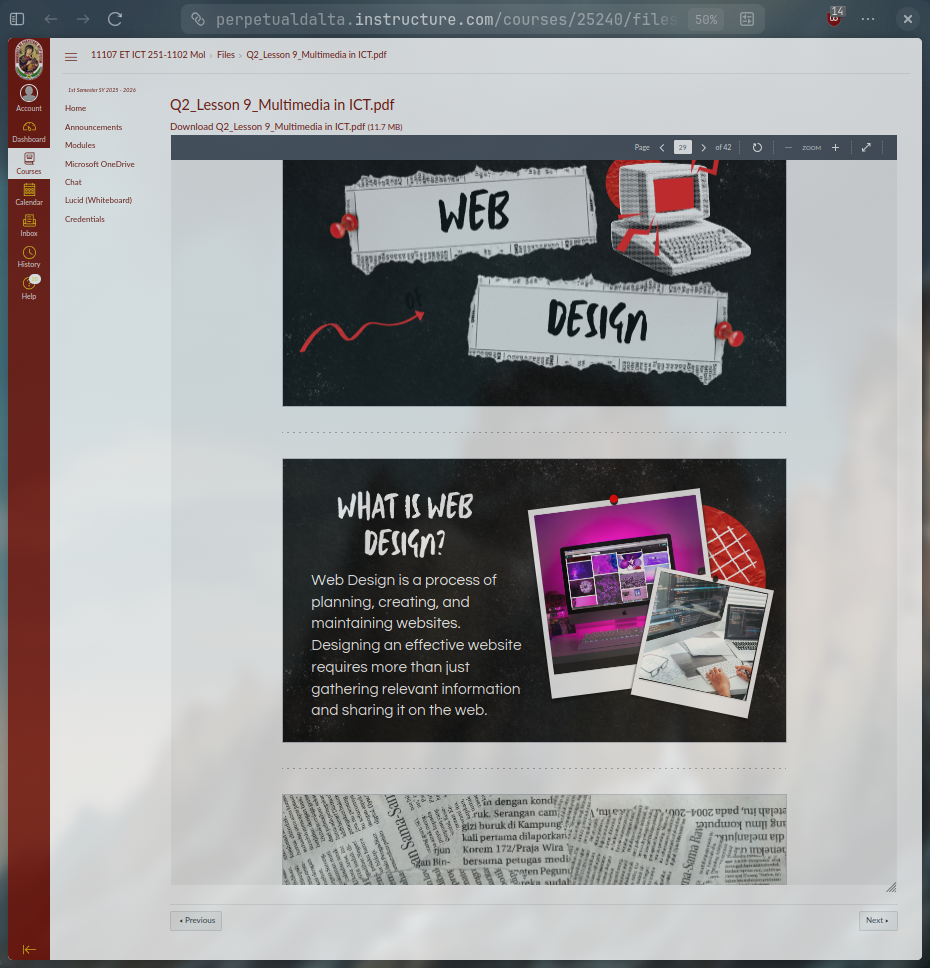 perpetualdalta.instructure.com/courses/25240/files
50%
14
11107 ET ICT 251-1102 Mol › Files › Q2_Lesson 9_Multimedia in ICT.pdf
Account
Dashboard
Courses
Calendar
Inbox
History
Help
1st Semester SY 2025 - 2026
Home
Announcements
Modules
Microsoft OneDrive
Chat
Lucid (Whiteboard)
Credentials
Q2_Lesson 9_Multimedia in ICT.pdf
Download Q2_Lesson 9_Multimedia in ICT.pdf (11.7 MB)
Page 29 of 42 ZOOM
WEB
OF
DESIGN
WHAT IS WEB
DESIGN?
Web Design is a process of
planning, creating, and
maintaining websites.
Designing an effective website
requires more than just
gathering relevant information
and sharing it on the web.
in dengan kond
ruk. Serangan cam
gizi buruk di Kampung
kali pertama dilaporkan
Korem 172/Praja Wira
bersama petugas medi
Previous
Next